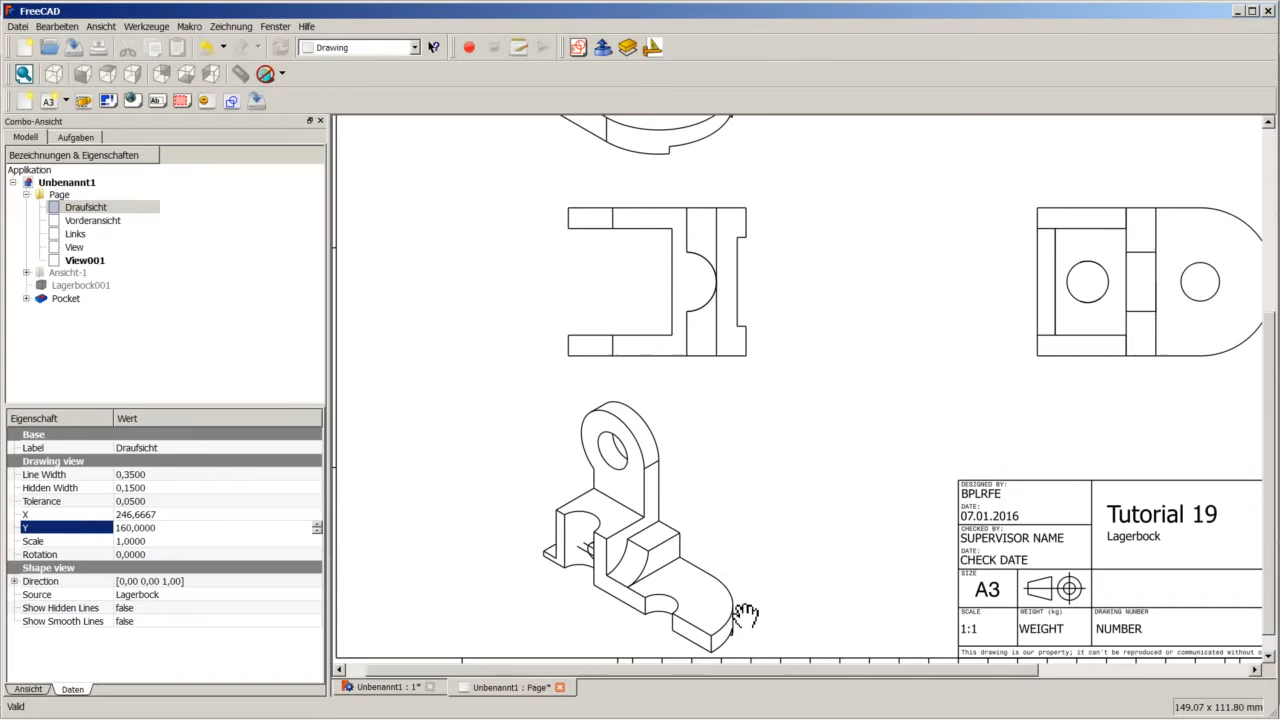 FreeCAD
Datei Bearbeiten Ansicht Werkzeuge Makro Zeichnung Fenster Hilfe
Drawing
A3
Combo-Ansicht
Modell Aufgaben
Bezeichnungen & Eigenschaften
Applikation
Unbenannt1
Page
Draufsicht
Vorderansicht
Links
View
View001
Ansicht-1
Lagerbock001
Pocket
Eigenschaft Wert
Base
Label Draufsicht
Drawing view
Line Width 0,3500
Hidden Width 0,1500
Tolerance 0,0500
X 246,6667
Y 160,0000
Scale 1,0000
Rotation 0,0000
Shape view
Direction [0,00 0,00 1,00]
Source Lagerbock
Show Hidden Lines false
Show Smooth Lines false
Ansicht Daten
DESIGNED BY:
BPLRFE
DATE:
07.01.2016
CHECKED BY:
SUPERVISOR NAME
DATE:
CHECK DATE
Tutorial 19
Lagerbock
SIZE
A3
SCALE
1:1
WEIGHT (kg)
WEIGHT
DRAWING NUMBER
NUMBER
This drawing is our property; it can't be reproduced or communicated without o
Unbenannt1 : 1*
Unbenannt1 : Page*
Valid
149.07 x 111.80 mm